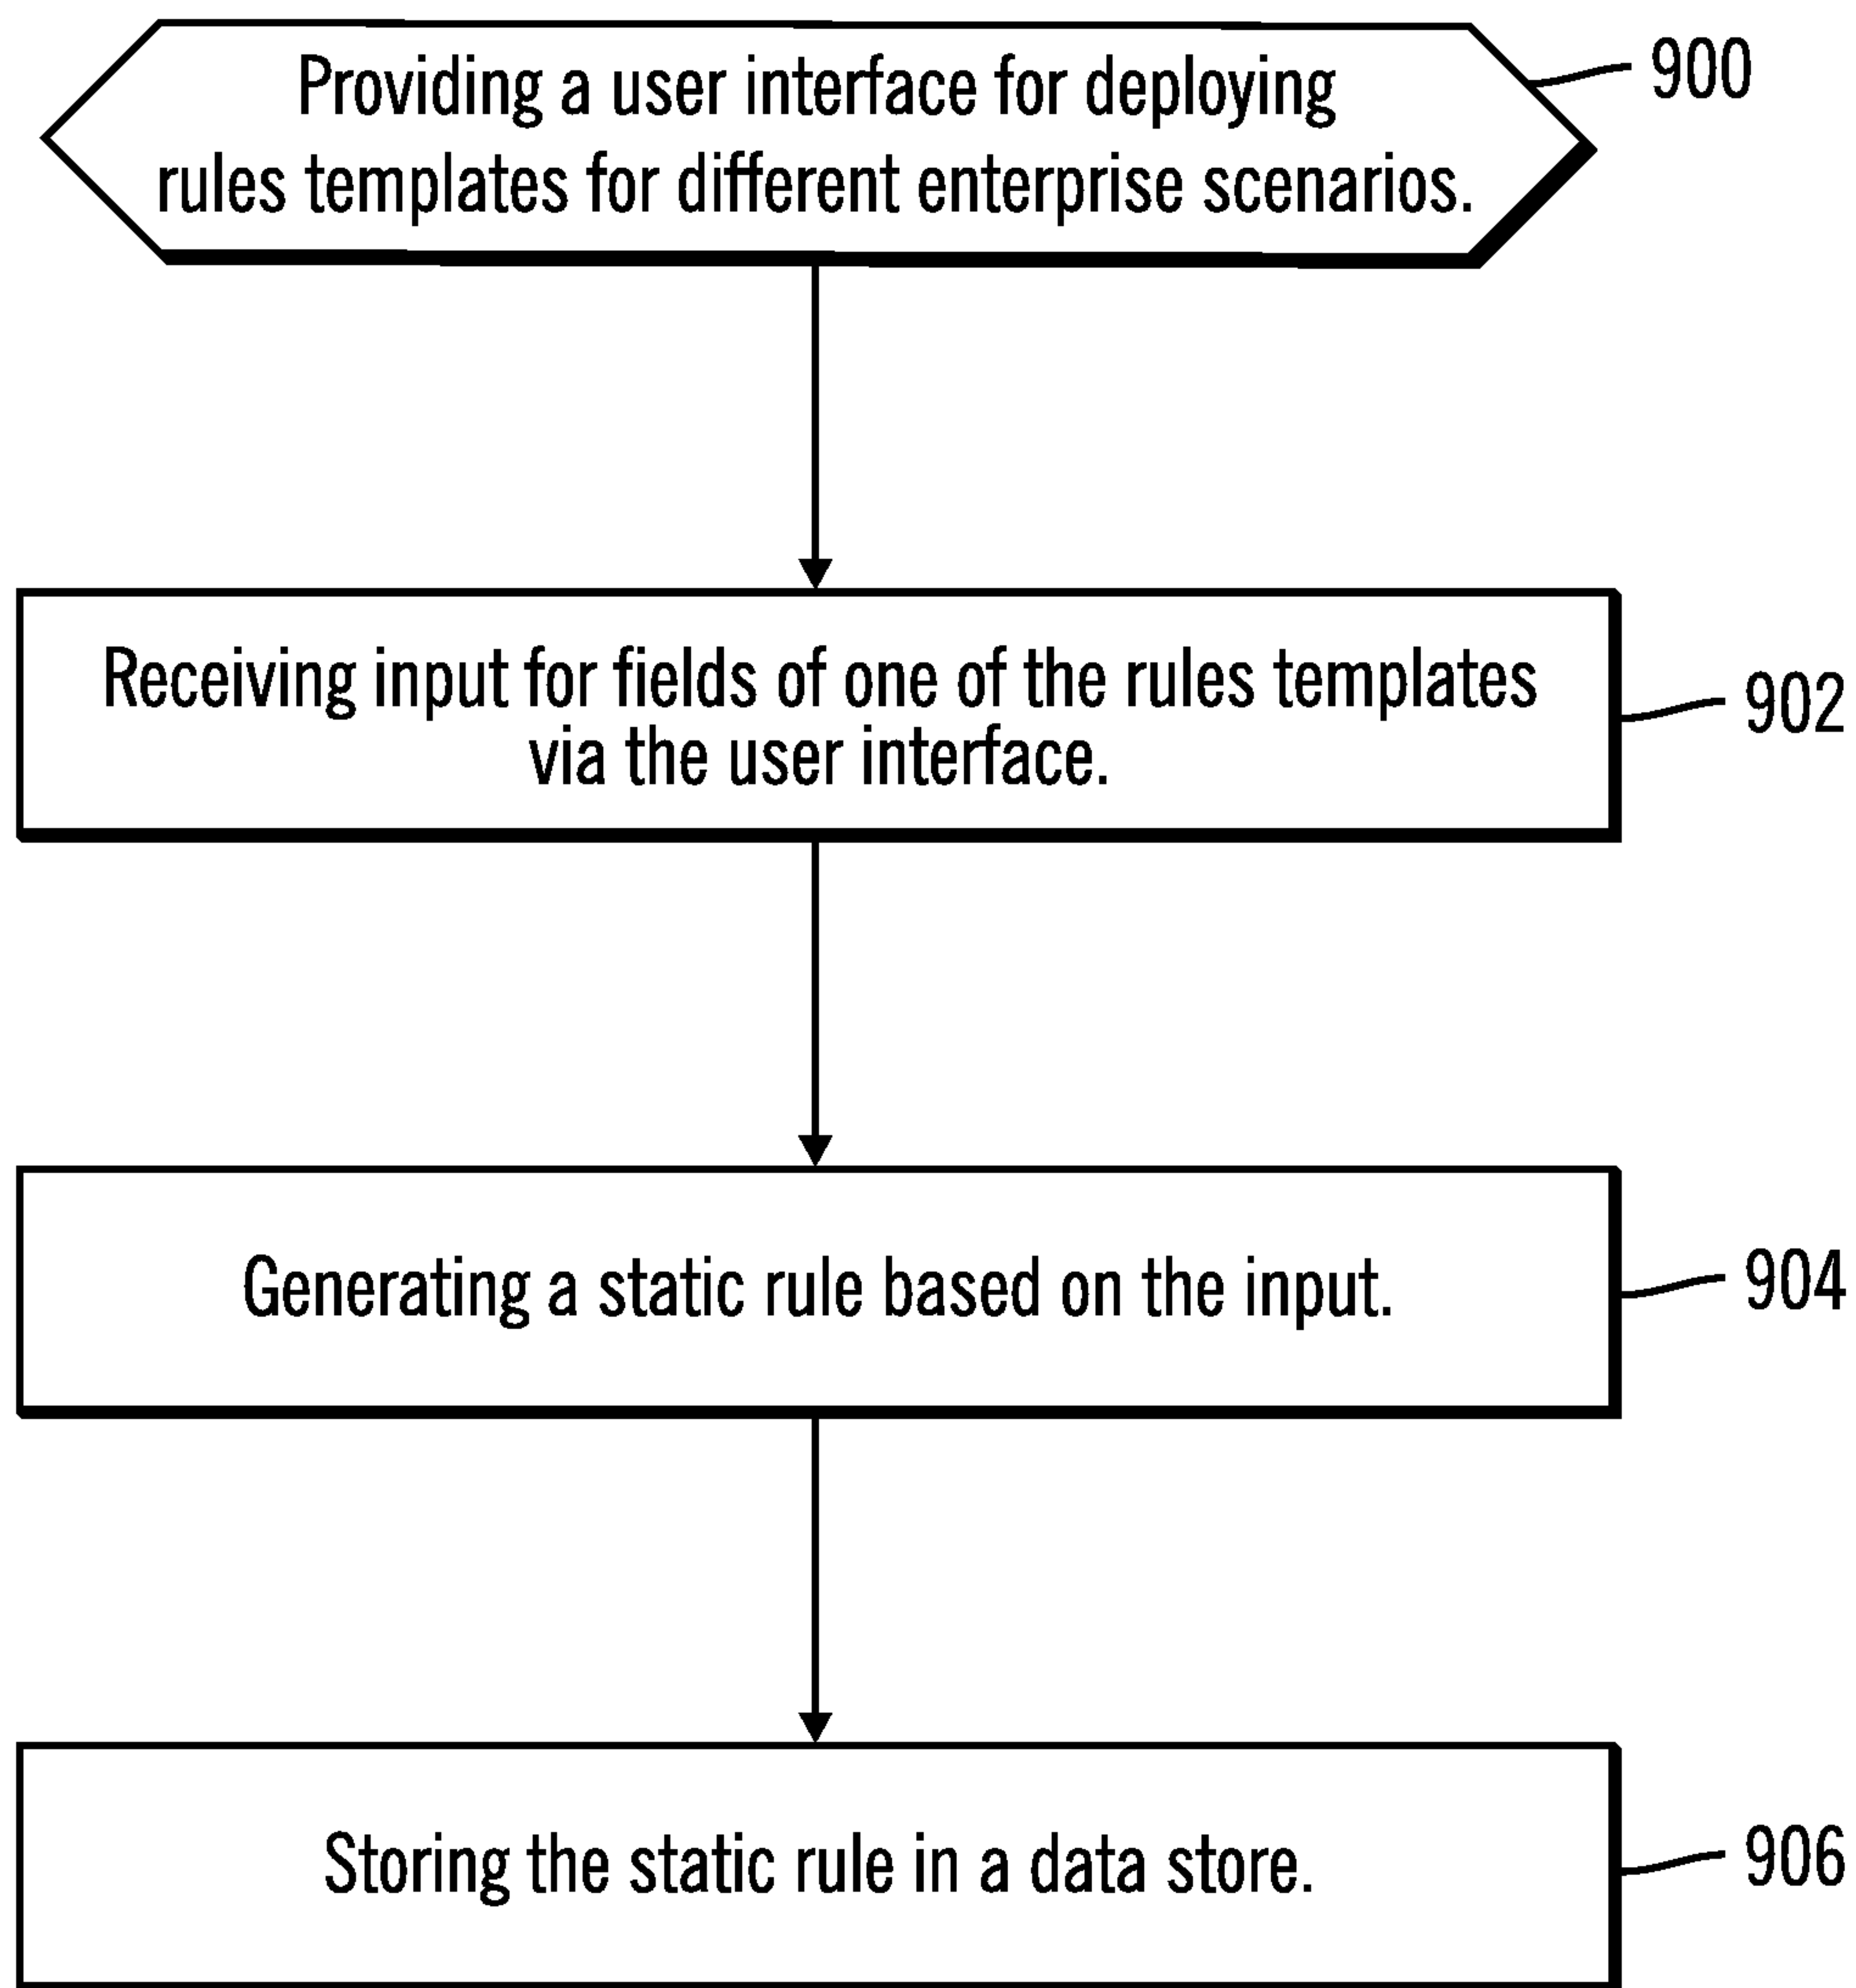 Providing a user interface for deploying
rules templates for different enterprise scenarios.
900
Receiving input for fields of one of the rules templates
via the user interface.
902
Generating a static rule based on the input.
904
Storing the static rule in a data store.
906